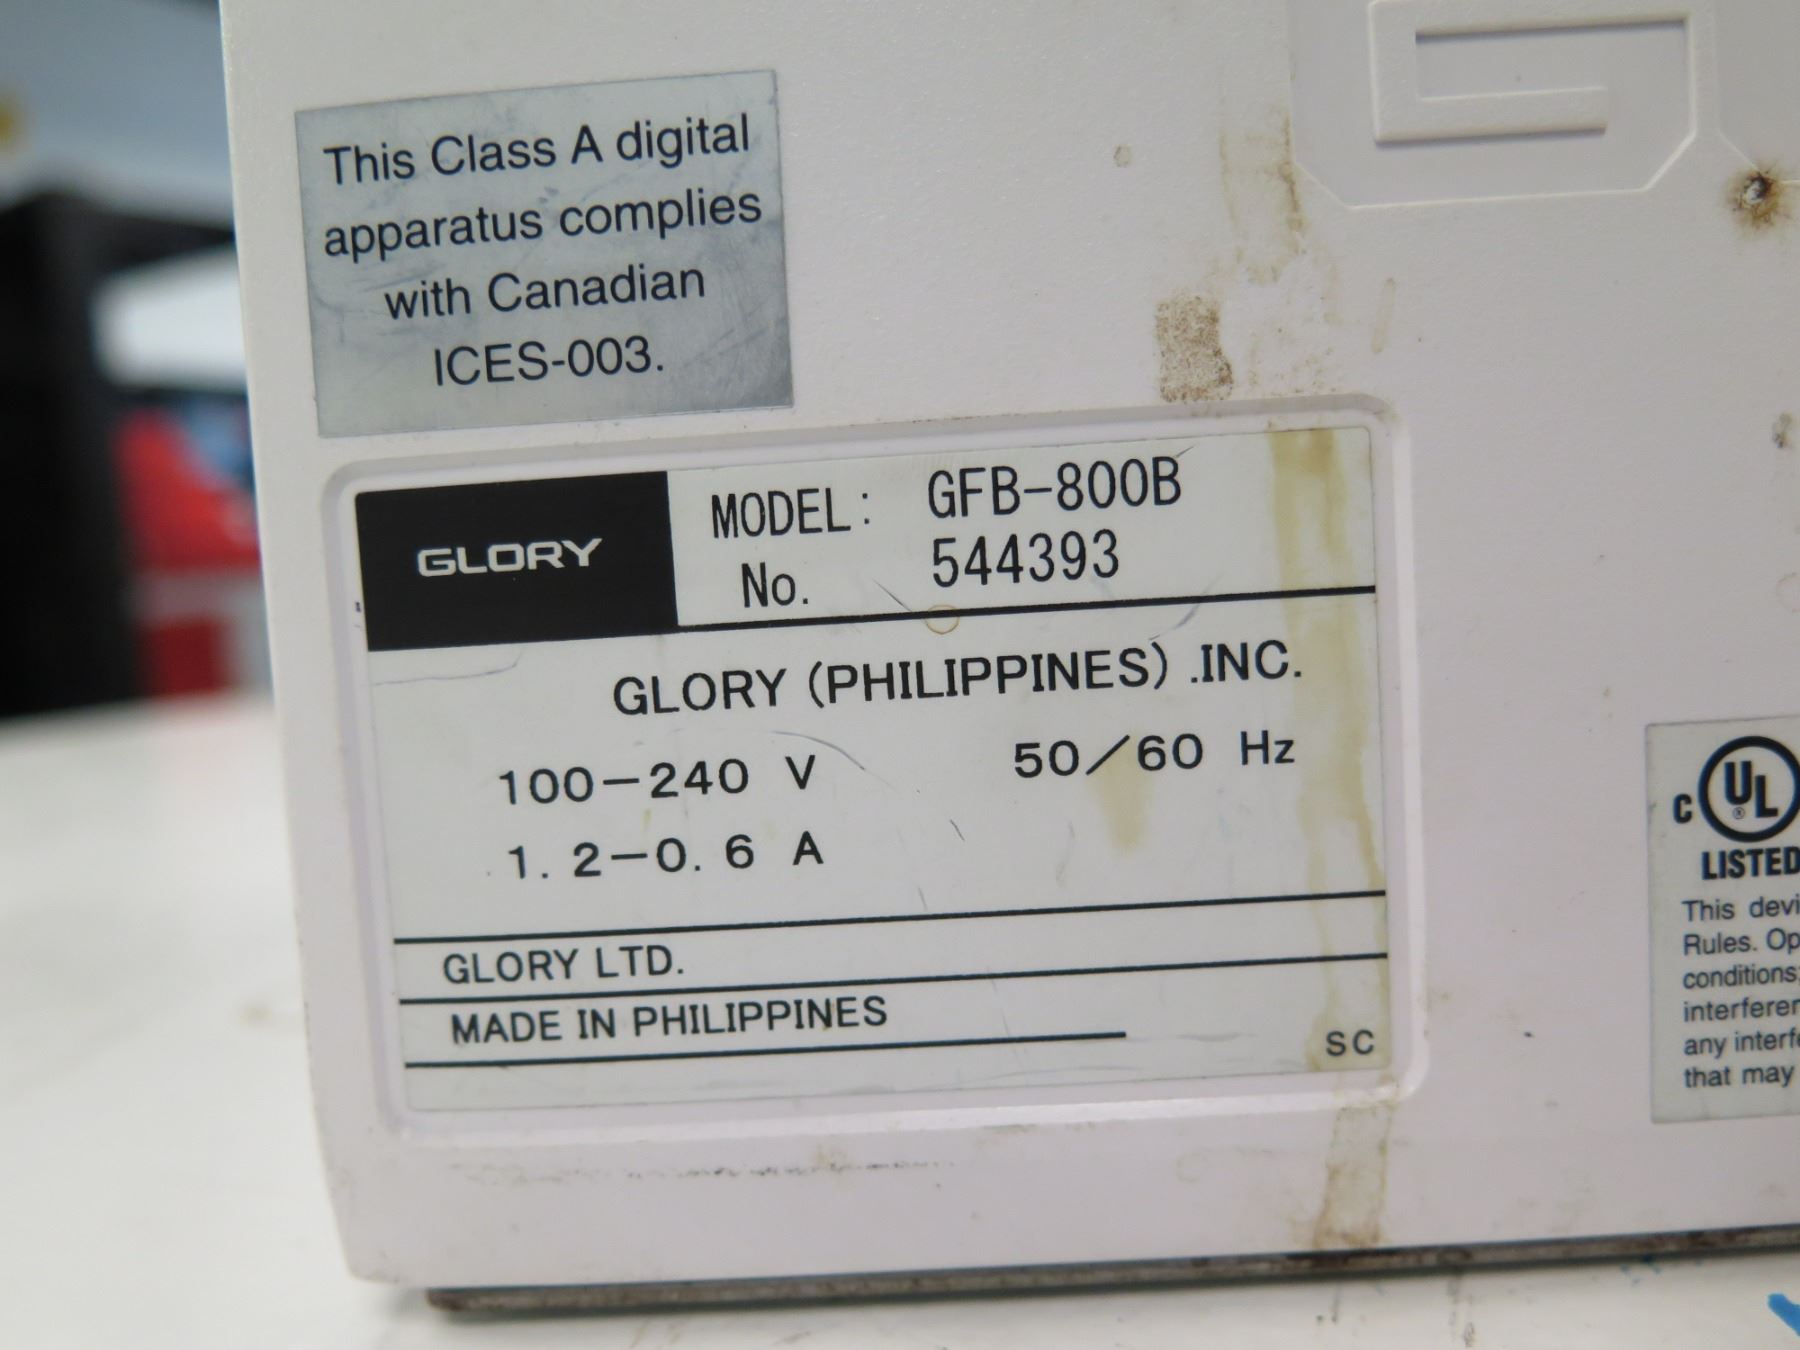 This Class A digital
apparatus complies
with Canadian
ICES-003.
GLORY
MODEL: GFB-800B
No. 544393
GLORY (PHILIPPINES) .INC.
100-240 V 50/60 Hz
1.2-0.6 A
GLORY LTD.
MADE IN PHILIPPINES
SC
C UL ®
LISTED
This devi
Rules. Op
conditions;
interferen
any interfe
that may